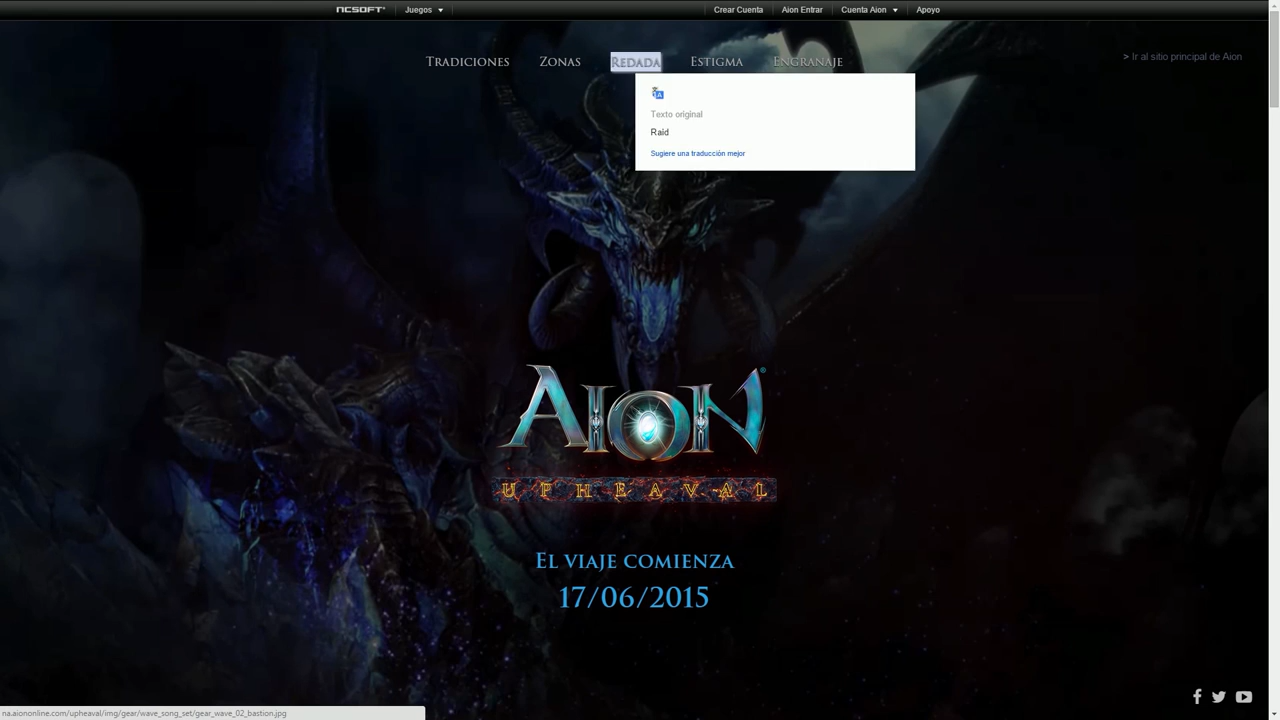 NCSOFT
Juegos
Crear Cuenta
Aion Entrar
Cuenta Aion
Apoyo
Tradiciones
Zonas
Redada
Estigma
Engranaje
> Ir al sitio principal de Aion
Texto original
Raid
Sugiere una traducción mejor
AION®
UPHEAVAL
El viaje comienza
17/06/2015
na.aiononline.com/upheaval/img/gear/wave_song_set/gear_wave_02_bastion.jpg